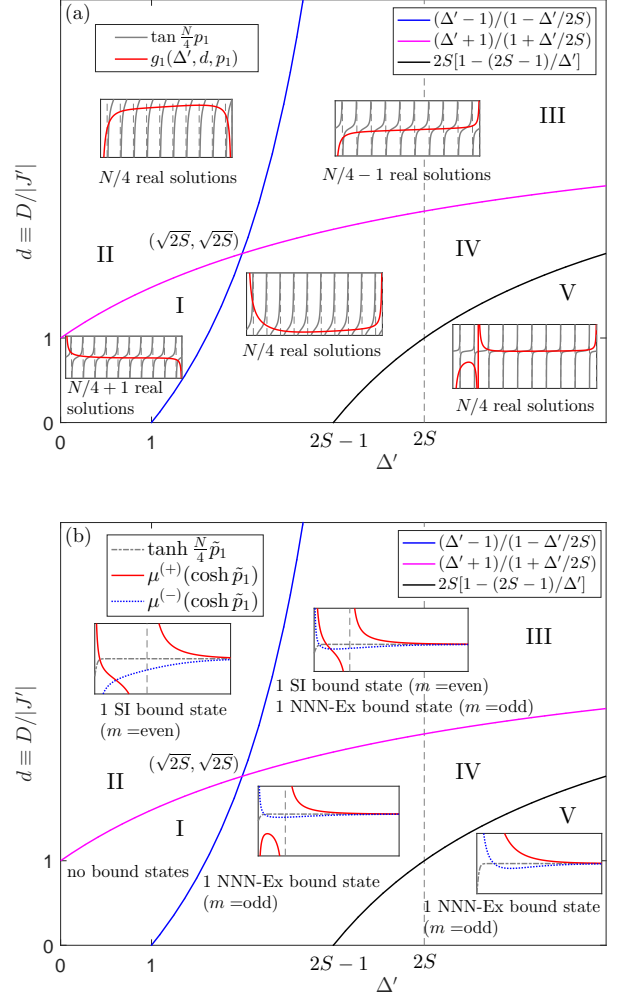 (a)
tan N/4 p₁
g₁(Δ′, d, p₁)
(Δ′ − 1)/(1 − Δ′/2S)
(Δ′ + 1)/(1 + Δ′/2S)
2S[1 − (2S − 1)/Δ′]
III
N/4 real solutions
N/4 − 1 real solutions
d ≡ D/|J′|
II
(√2S, √2S)
IV
I
V
1
N/4 real solutions
N/4 + 1 real
solutions
N/4 real solutions
0
0
1
2S − 1
2S
Δ′
(b)
tanh N/4 p̃₁
μ⁽⁺⁾(cosh p̃₁)
μ⁽⁻⁾(cosh p̃₁)
(Δ′ − 1)/(1 − Δ′/2S)
(Δ′ + 1)/(1 + Δ′/2S)
2S[1 − (2S − 1)/Δ′]
III
1 SI bound state
(m =even)
1 SI bound state (m =even)
1 NNN-Ex bound state (m =odd)
d ≡ D/|J′|
II
(√2S, √2S)
IV
I
V
1
no bound states
1 NNN-Ex bound state
(m =odd)
1 NNN-Ex bound state
(m =odd)
0
0
1
2S − 1
2S
Δ′